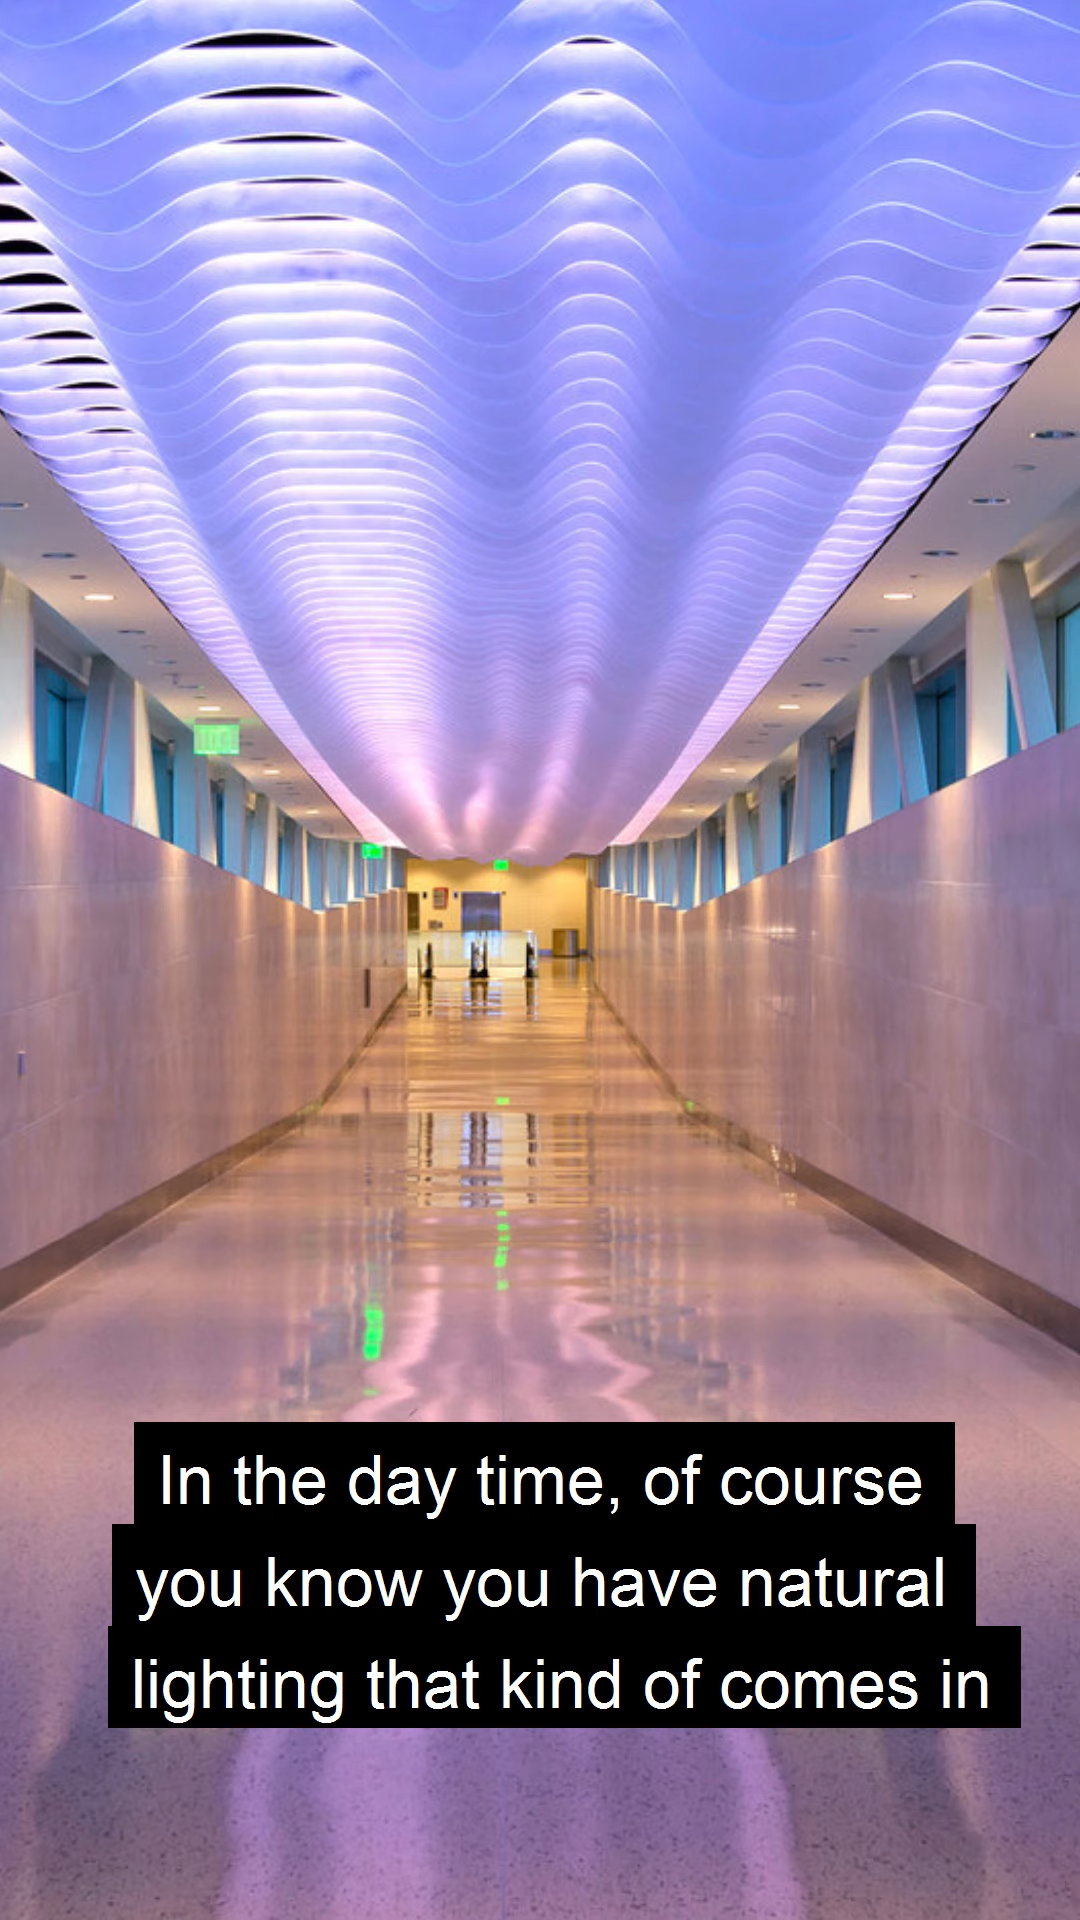 In the day time, of course
you know you have natural
lighting that kind of comes in